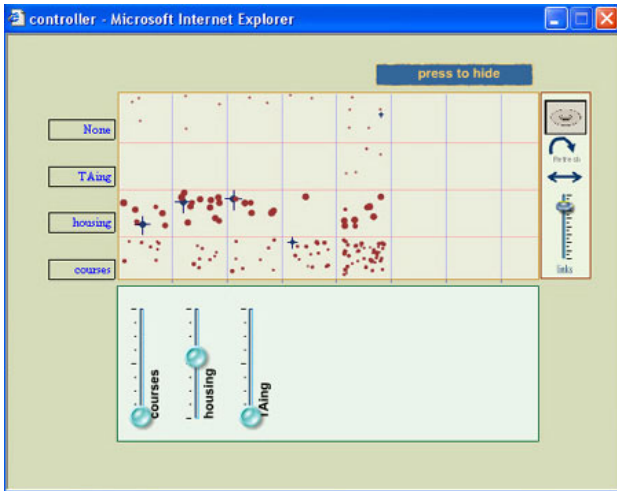 controller - Microsoft Internet Explorer
press to hide
None
TAing
housing
courses
Refresh
links
courses
housing
TAing